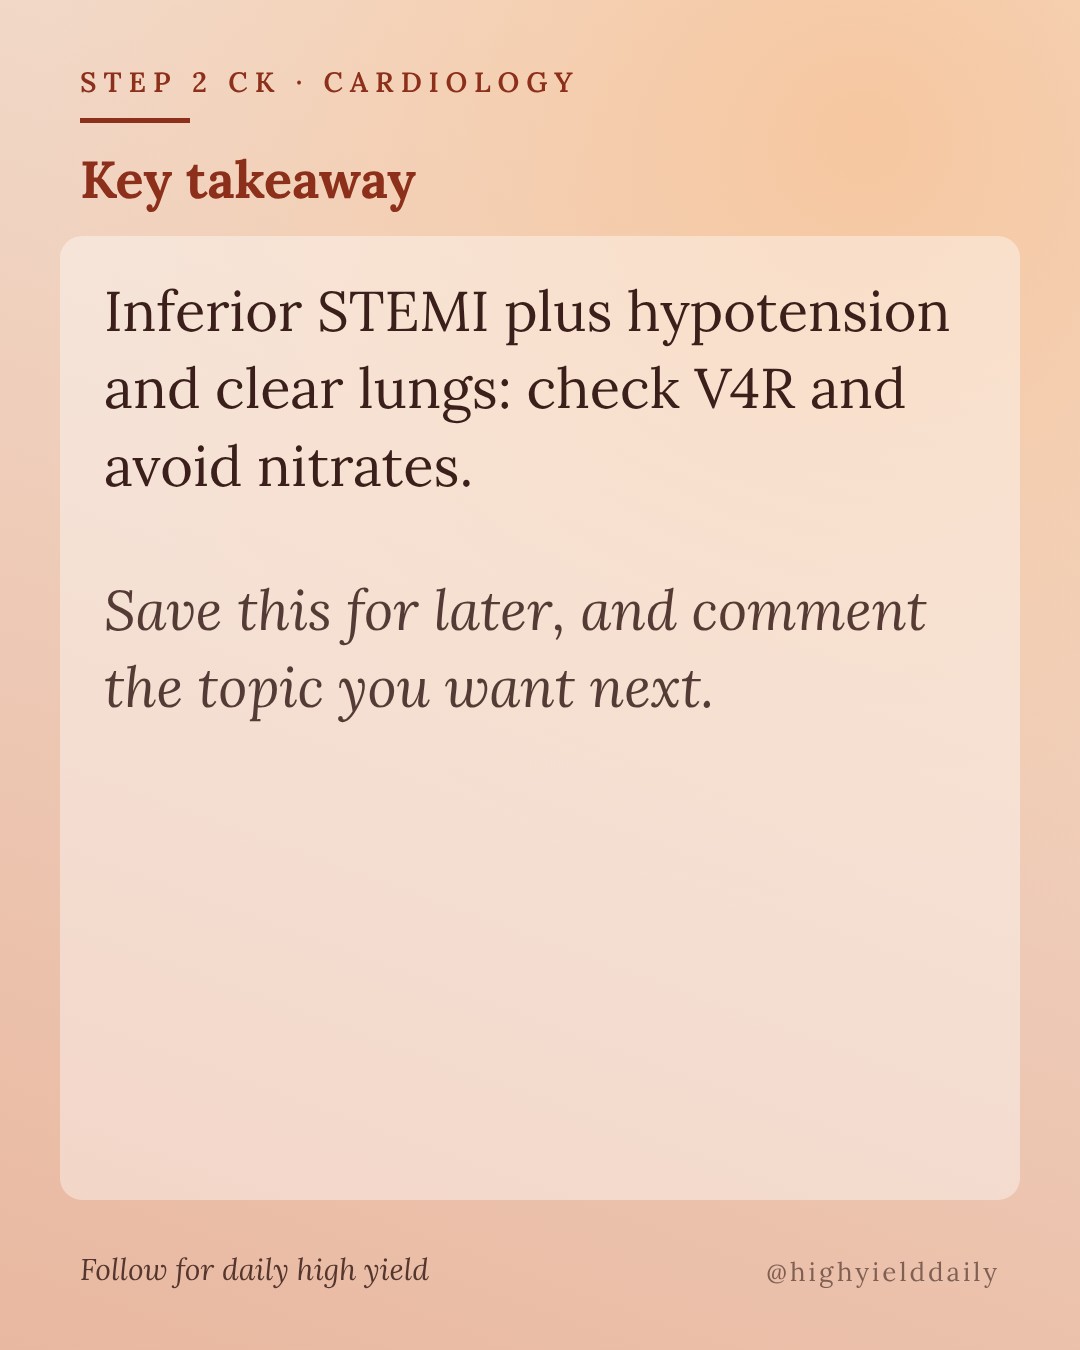 STEP 2 CK · CARDIOLOGY
Key takeaway
Inferior STEMI plus hypotension
and clear lungs: check V4R and
avoid nitrates.
Save this for later, and comment
the topic you want next.
Follow for daily high yield
@highyielddaily